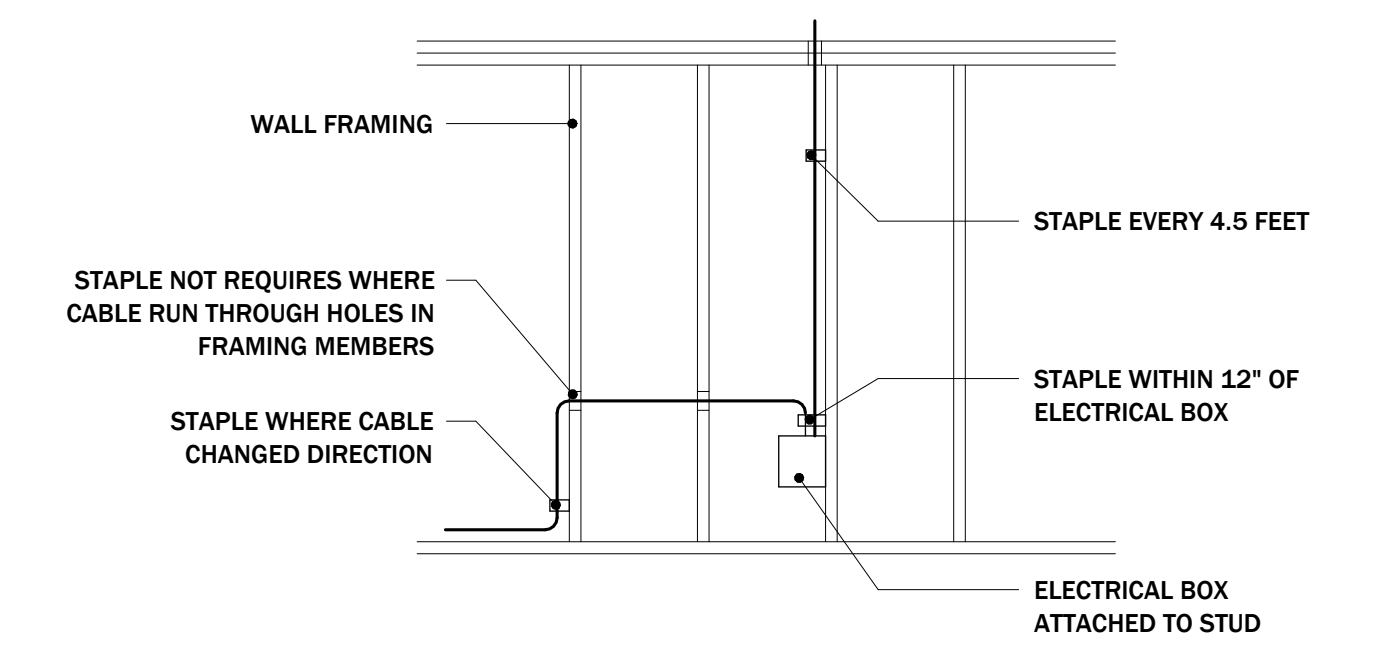 WALL FRAMING
STAPLE NOT REQUIRES WHERE
CABLE RUN THROUGH HOLES IN
FRAMING MEMBERS
STAPLE WHERE CABLE
CHANGED DIRECTION
STAPLE EVERY 4.5 FEET
STAPLE WITHIN 12" OF
ELECTRICAL BOX
ELECTRICAL BOX
ATTACHED TO STUD